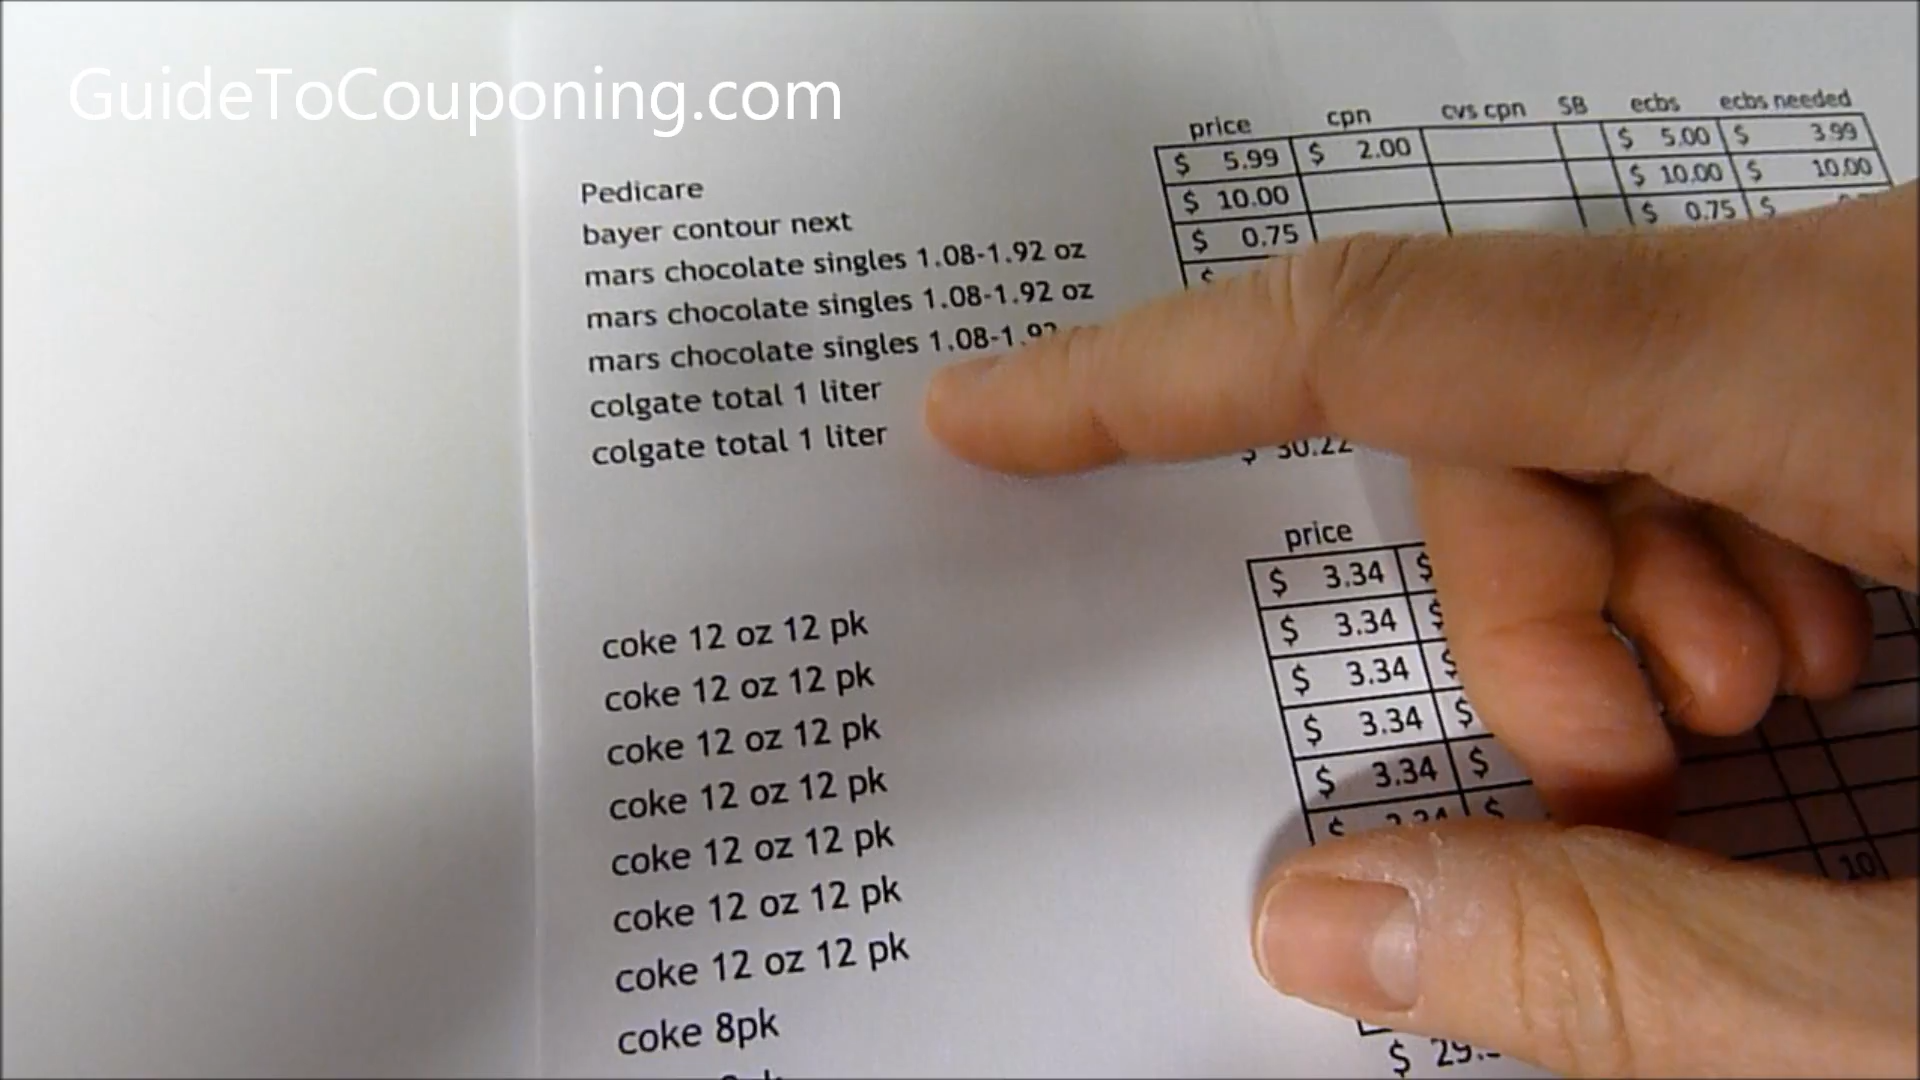 GuideToCouponing.com
price cpn cvs cpn SB ecbs ecbs needed
Pedicare $ 5.99 $ 2.00 $ 5.00 $ 3.99
bayer contour next $ 10.00 $ 10.00 $ 10.00
mars chocolate singles 1.08-1.92 oz $ 0.75 $ 0.75 $
mars chocolate singles 1.08-1.92 oz
mars chocolate singles 1.08-1.92
colgate total 1 liter
colgate total 1 liter
$ 30.22
price
coke 12 oz 12 pk $ 3.34 $
coke 12 oz 12 pk $ 3.34 $
coke 12 oz 12 pk $ 3.34 $
coke 12 oz 12 pk $ 3.34 $
coke 12 oz 12 pk $ 3.34 $
coke 12 oz 12 pk $ 3.34 $
coke 12 oz 12 pk
coke 8pk 10
$ 29.